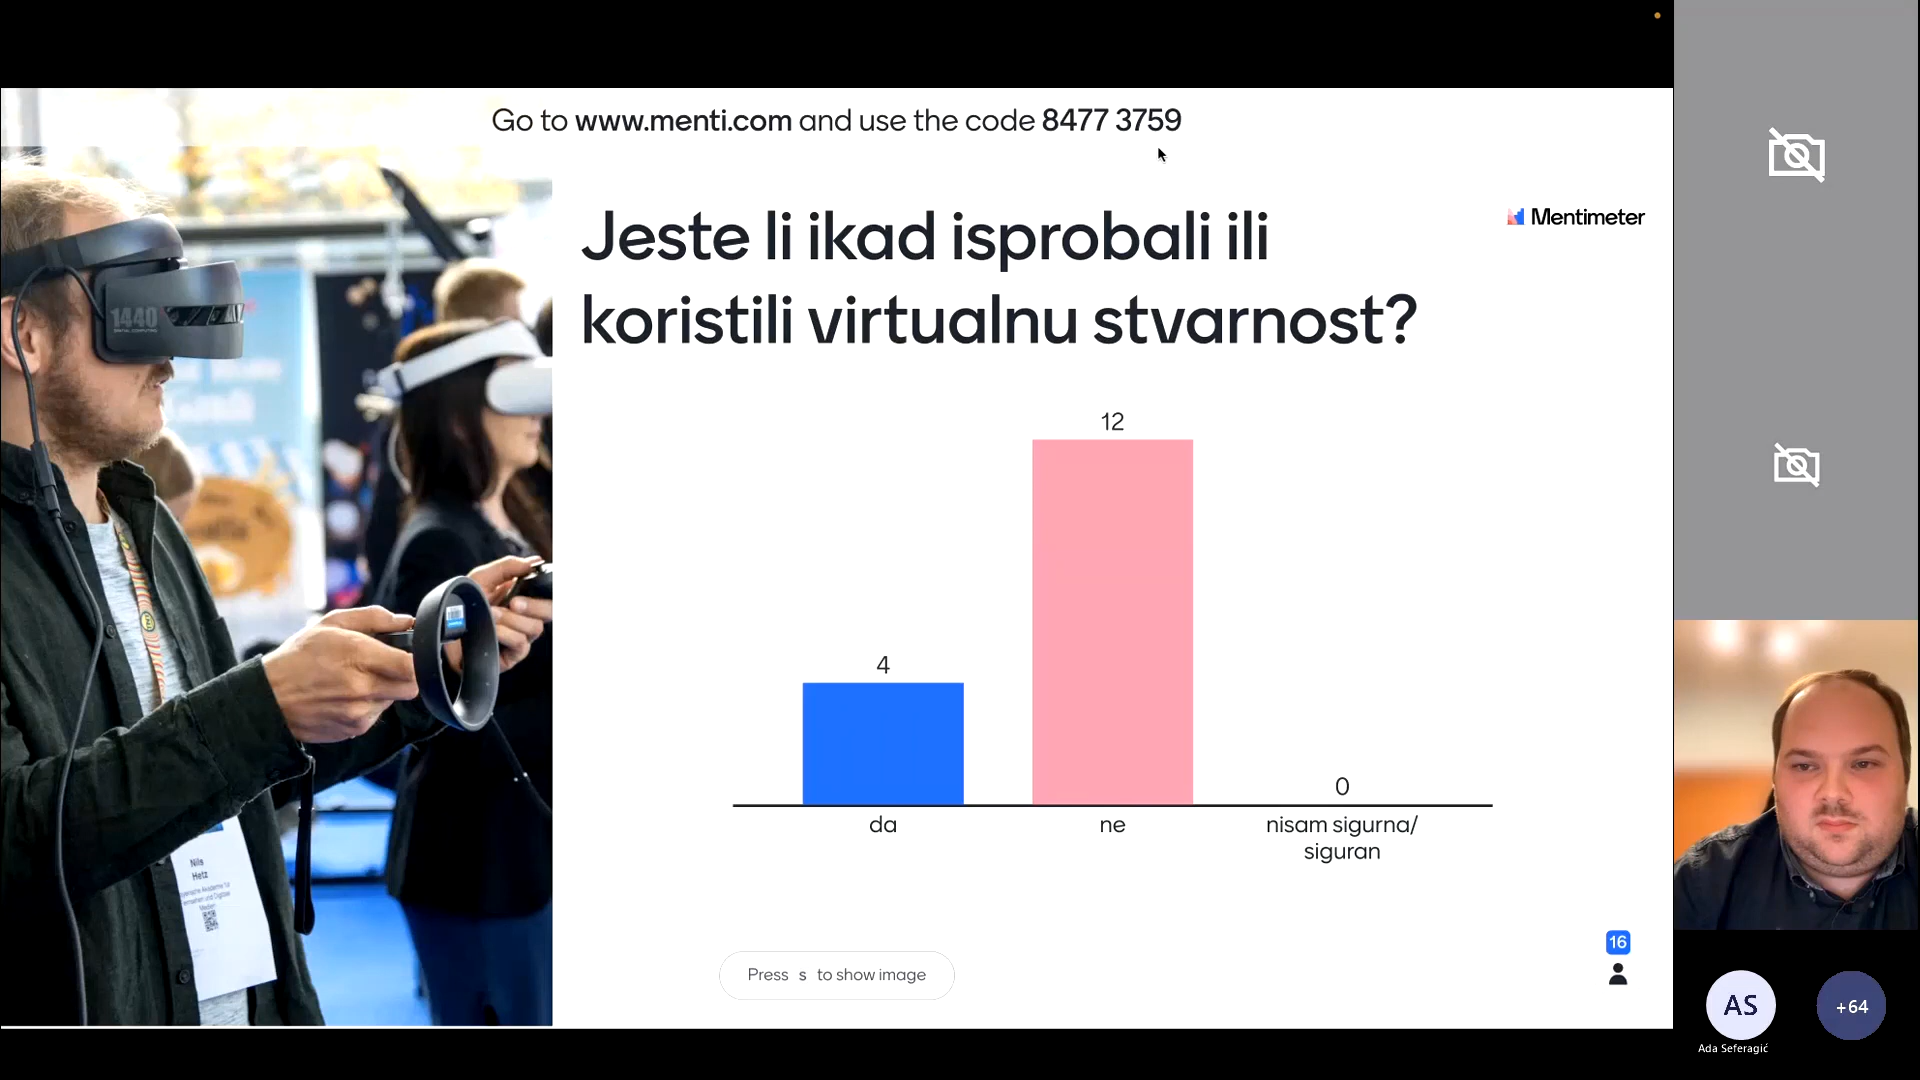 Go to www.menti.com and use the code 8477 3759
Mentimeter
Jeste li ikad isprobali ili
koristili virtualnu stvarnost?
1440
12
4
0
da
ne
nisam sigurna/
siguran
Nils
Hetz
Press s to show image
16
AS
Ada Seferagić
+64